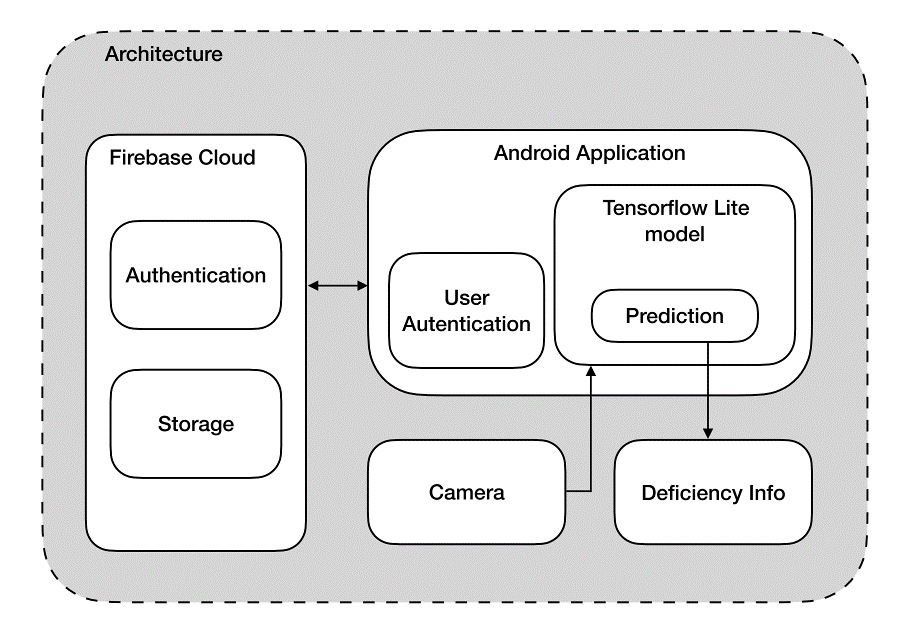 Architecture
Firebase Cloud
Authentication
Storage
Android Application
User
Autentication
Tensorflow Lite
model
Prediction
Camera
Deficiency Info